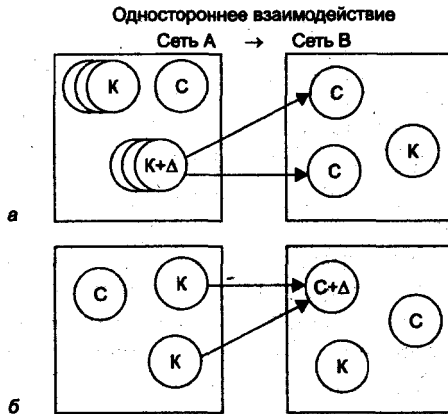 Одностороннее взаимодействие
Сеть А → Сеть В
К С
К+Δ
С
С
К
а
С К
К
С+Δ
С
К
б